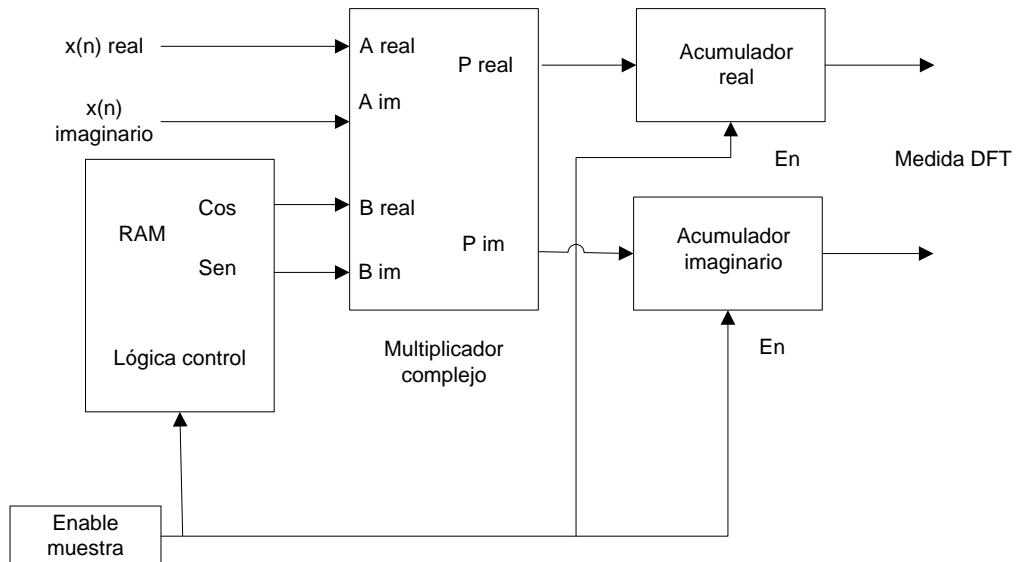 x(n) real
x(n)
imaginario
A real
A im
B real
B im
P real
P im
Acumulador
real
En
Medida DFT
Cos
RAM
Sen
Lógica control
Multiplicador
complejo
Acumulador
imaginario
En
Enable
muestra